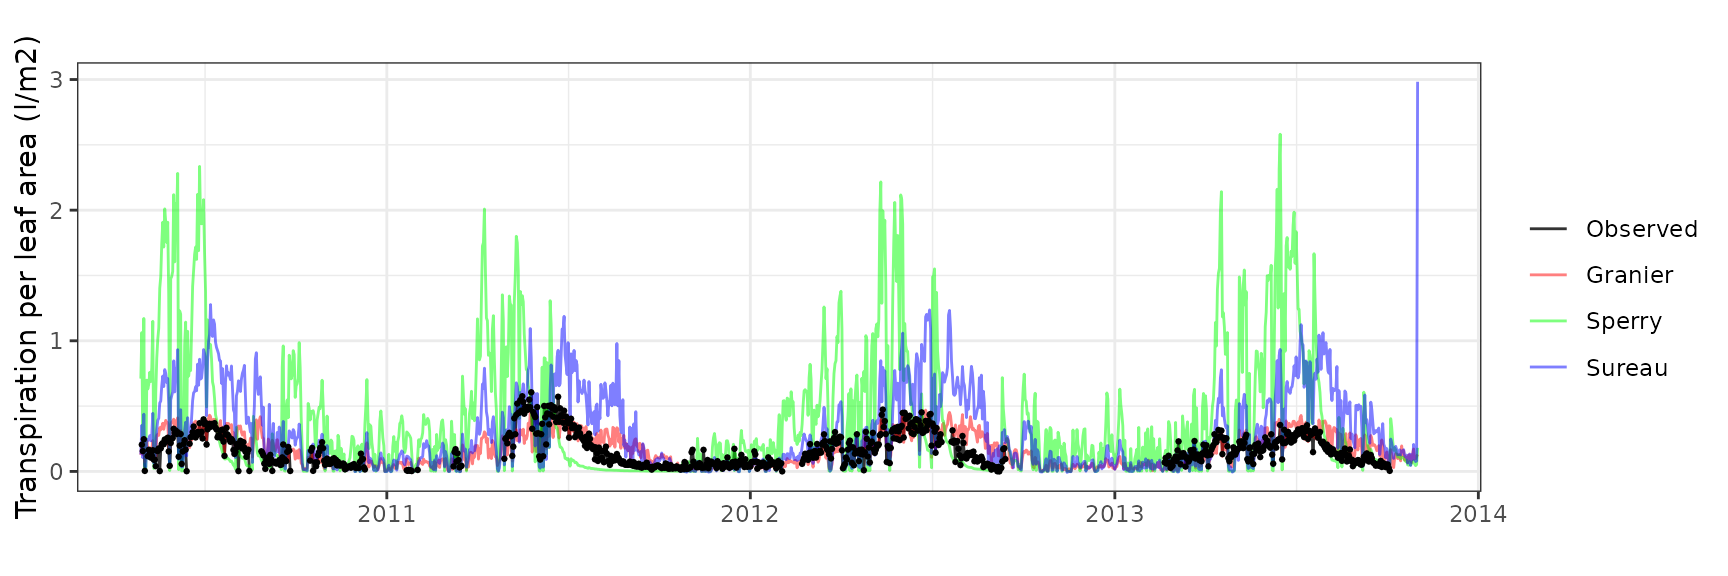 Transpiration per leaf area (l/m2)
3
2
1
0
2011
2012
2013
2014
Observed
Granier
Sperry
Sureau